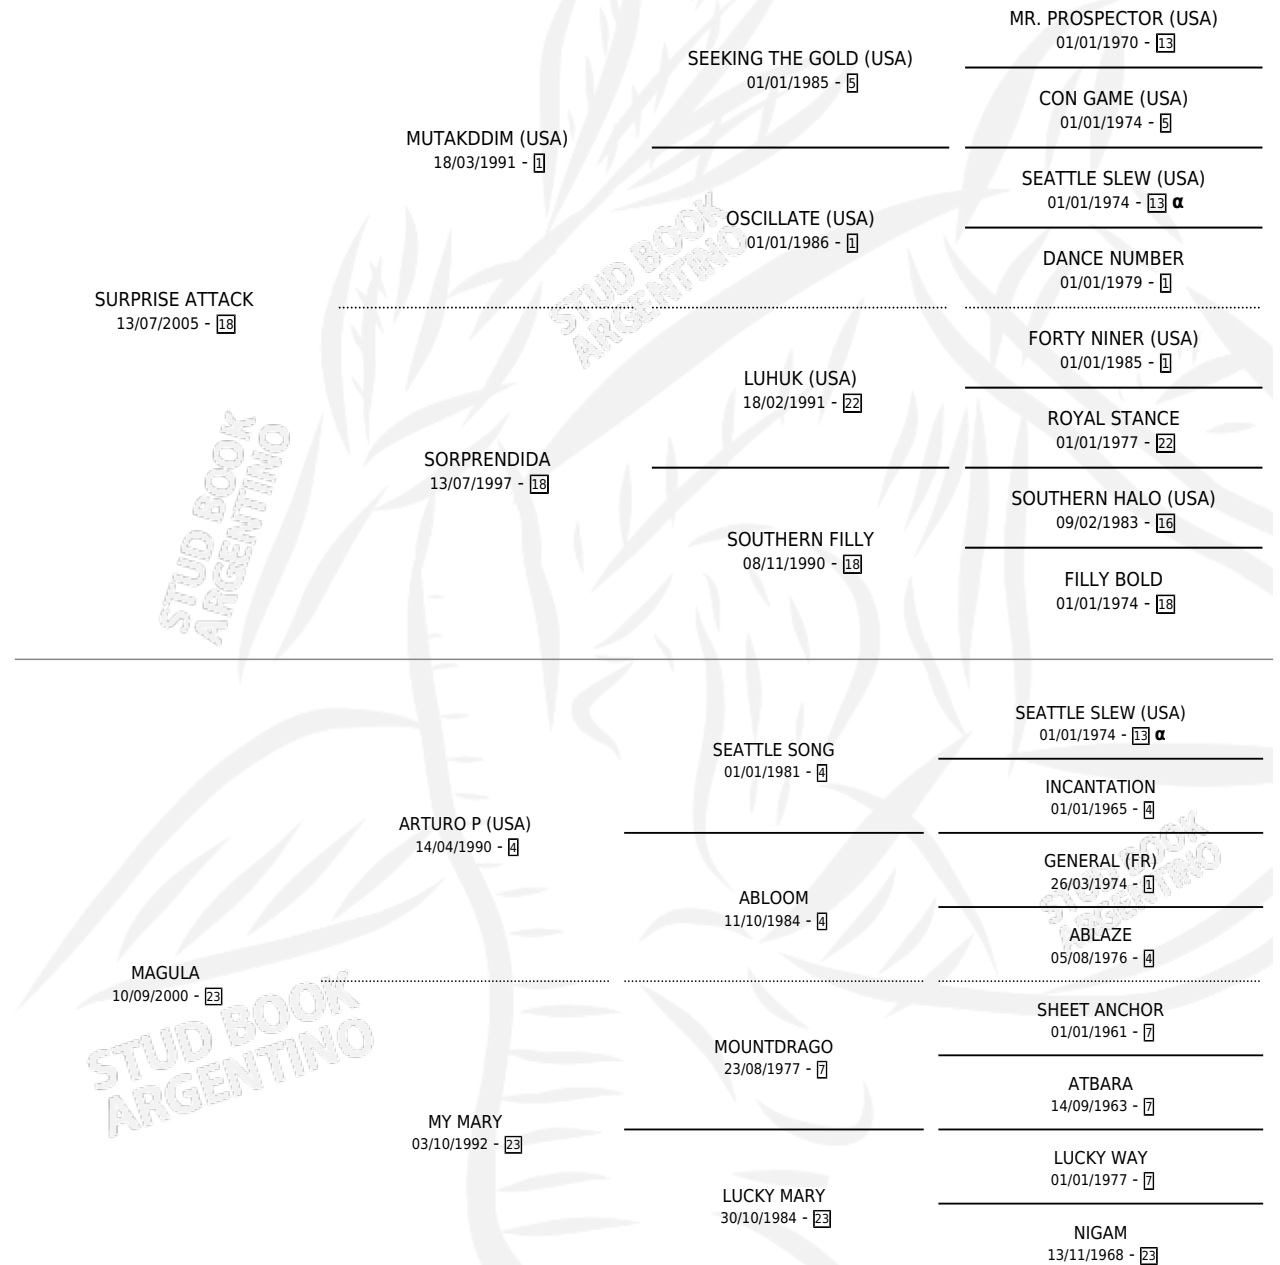 MR. PROSPECTOR (USA)
01/01/1970 - 13
SEEKING THE GOLD (USA)
01/01/1985 - 5
CON GAME (USA)
01/01/1974 - 5
MUTAKDDIM (USA)
18/03/1991 - 1
SEATTLE SLEW (USA)
01/01/1974 - 13 α
OSCILLATE (USA)
01/01/1986 - 1
DANCE NUMBER
01/01/1979 - 1
SURPRISE ATTACK
13/07/2005 - 18
FORTY NINER (USA)
01/01/1985 - 1
LUHUK (USA)
18/02/1991 - 22
ROYAL STANCE
01/01/1977 - 22
SORPRENDIDA
13/07/1997 - 18
SOUTHERN HALO (USA)
09/02/1983 - 16
SOUTHERN FILLY
08/11/1990 - 18
FILLY BOLD
01/01/1974 - 18
SEATTLE SLEW (USA)
01/01/1974 - 13 α
SEATTLE SONG
01/01/1981 - 4
INCANTATION
01/01/1965 - 4
ARTURO P (USA)
14/04/1990 - 4
GENERAL (FR)
26/03/1974 - 1
ABLOOM
11/10/1984 - 4
ABLAZE
05/08/1976 - 4
MAGULA
10/09/2000 - 23
SHEET ANCHOR
01/01/1961 - 7
MOUNTDRAGO
23/08/1977 - 7
ATBARA
14/09/1963 - 7
MY MARY
03/10/1992 - 23
LUCKY WAY
01/01/1977 - 7
LUCKY MARY
30/10/1984 - 23
NIGAM
13/11/1968 - 23
STUD BOOK
ARGENTINO
STUD BOOK
ARGENTINO
STUD BOOK
ARGENTINO
STUD BOOK
ARGENTINO